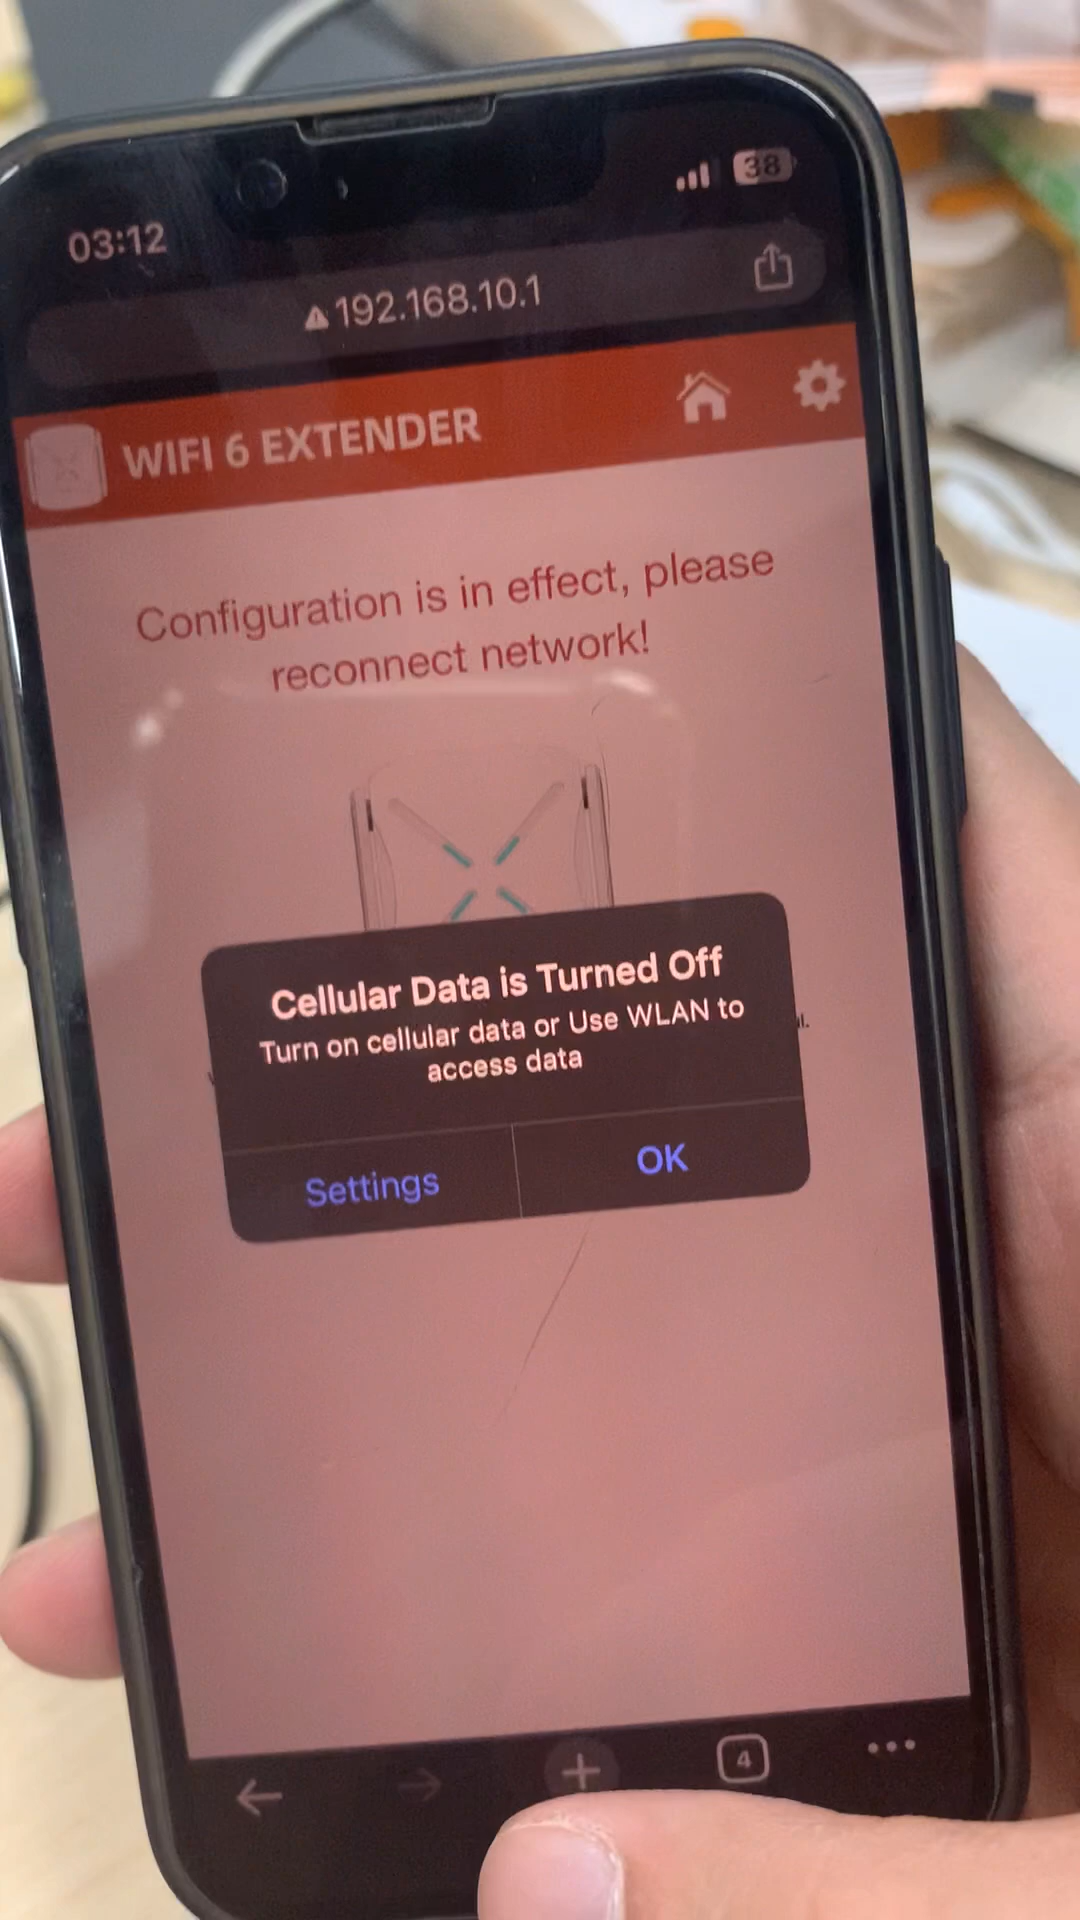 03:12
38
192.168.10.1
WIFI 6 EXTENDER
Configuration is in effect, please
reconnect network!
Cellular Data is Turned Off
Turn on cellular data or Use WLAN to
access data
Settings
OK
4